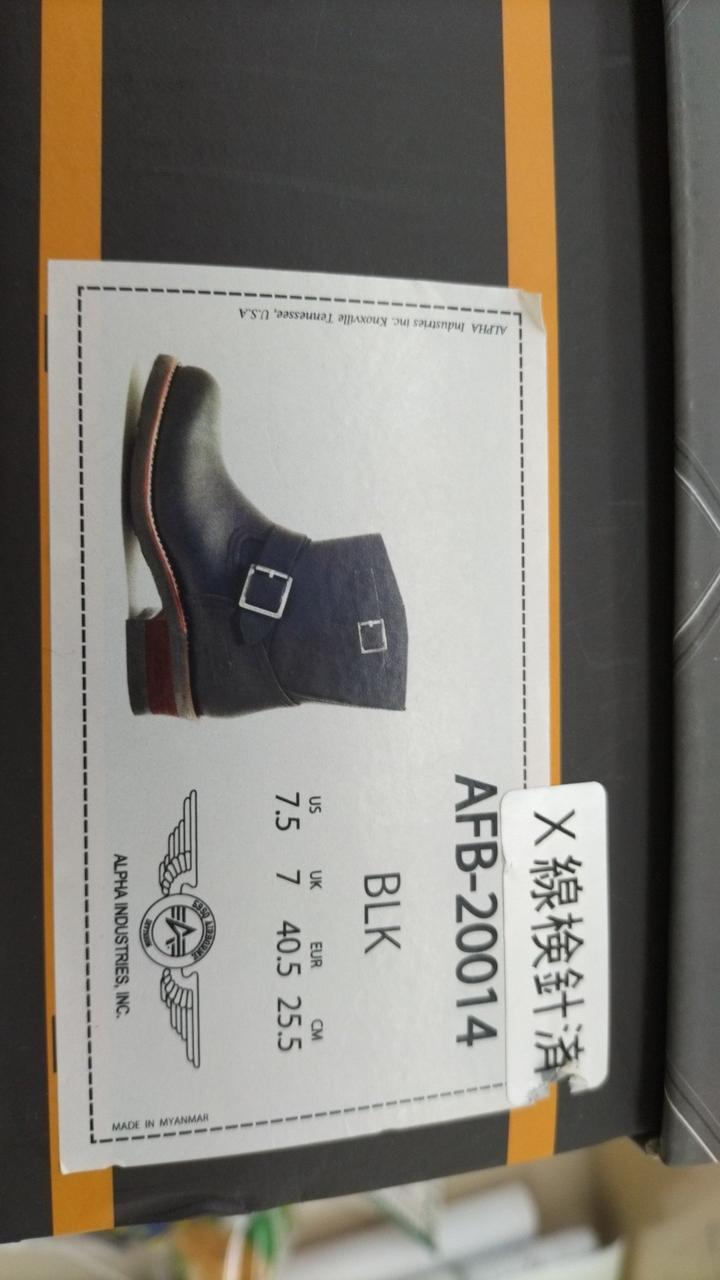 X線検針済
ALPHA Industries inc. Knoxville Tennessee, U.S.A
AFB-20014
BLK
US UK EUR CM
7.5 7 40.5 25.5
ALPHA INDUSTRIES, INC.
MADE IN MYANMAR